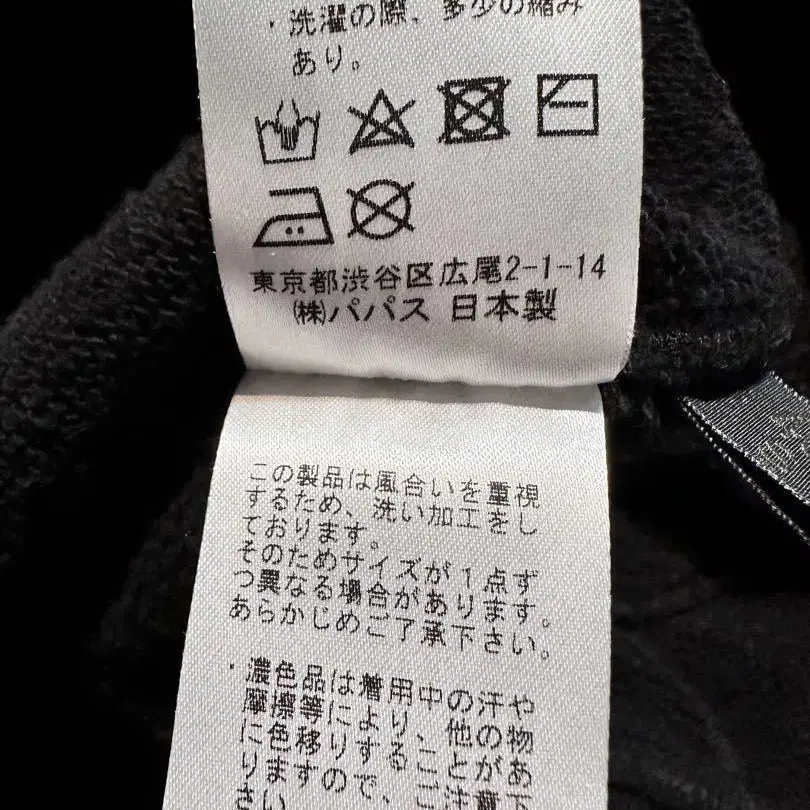 ・洗濯の際、多少の縮み
あり。
東京都渋谷区広尾2-1-14
㈱パパス 日本製
この製品は風合いを重視
するため、洗い加工をし
ております。
そのためサイズが1点ず
つ異なる場合があります。
あらかじめご了承下さい。
・濃色品は着用中の汗や
摩擦等により、他の物
に色移りすることがあ
りますので、ご注意下
さい